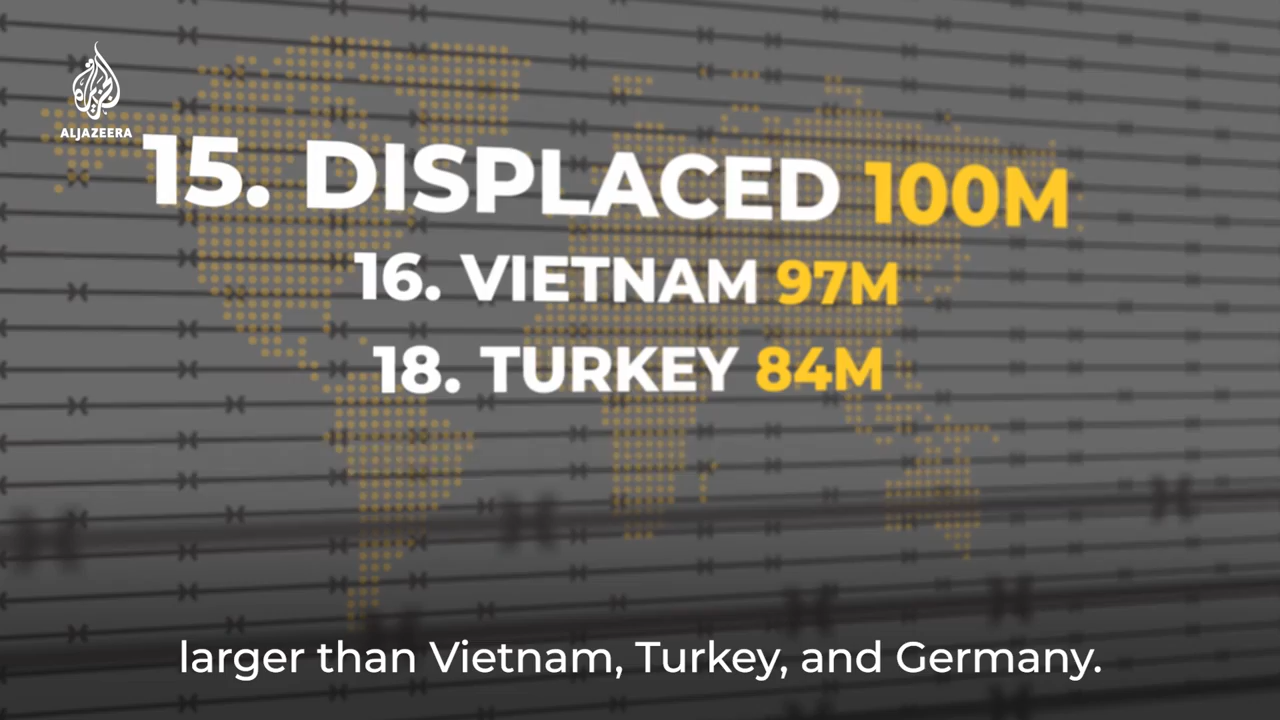 ALJAZEERA
15. DISPLACED 100M
16. VIETNAM 97M
18. TURKEY 84M
larger than Vietnam, Turkey, and Germany.